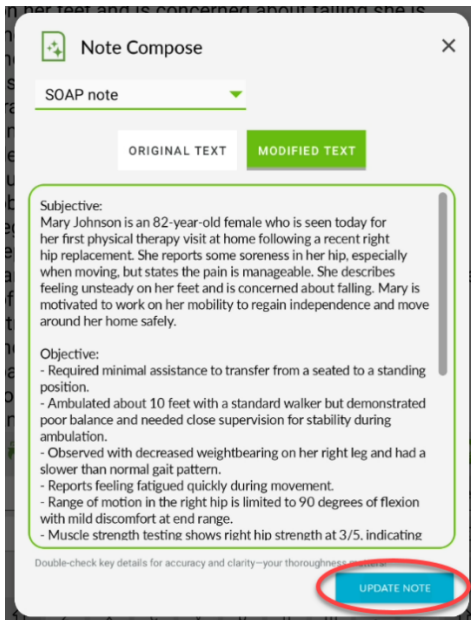 her feet and is concerned about falling she is
Note Compose
SOAP note
ORIGINAL TEXT
MODIFIED TEXT
Subjective:
Mary Johnson is an 82-year-old female who is seen today for
her first physical therapy visit at home following a recent right
hip replacement. She reports some soreness in her hip, especially
when moving, but states the pain is manageable. She describes
feeling unsteady on her feet and is concerned about falling. Mary is
motivated to work on her mobility to regain independence and move
around her home safely.
Objective:
- Required minimal assistance to transfer from a seated to a standing
position.
- Ambulated about 10 feet with a standard walker but demonstrated
poor balance and needed close supervision for stability during
ambulation.
- Observed with decreased weightbearing on her right leg and had a
slower than normal gait pattern.
- Reports feeling fatigued quickly during movement.
- Range of motion in the right hip is limited to 90 degrees of flexion
with mild discomfort at end range.
- Muscle strength testing shows right hip strength at 3/5, indicating
Double-check key details for accuracy and clarity—your thoroughness matters!
UPDATE NOTE